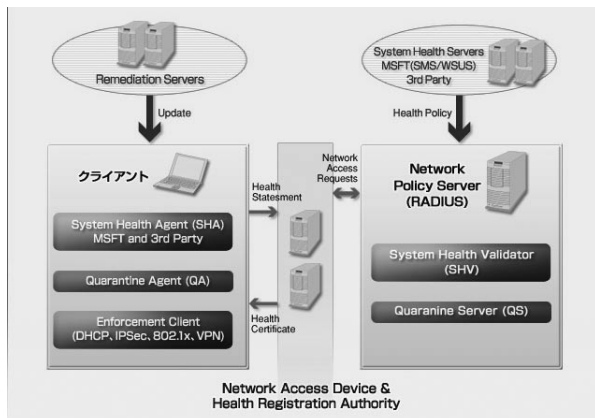 Remediation Servers
System Health Servers
MSFT(SMS/WSUS)
3rd Party
Update
Health Policy
クライアント
Health
Statesment
Network
Access
Requests
Network
Policy Server
(RADIUS)
System Health Agent (SHA)
MSFT and 3rd Party
Quarantine Agent (QA)
Enforcement Client
(DHCP、IPSec、802.1x、VPN)
Health
Certificate
System Health Validator
(SHV)
Quaranine Server (QS)
Network Access Device &
Health Registration Authority